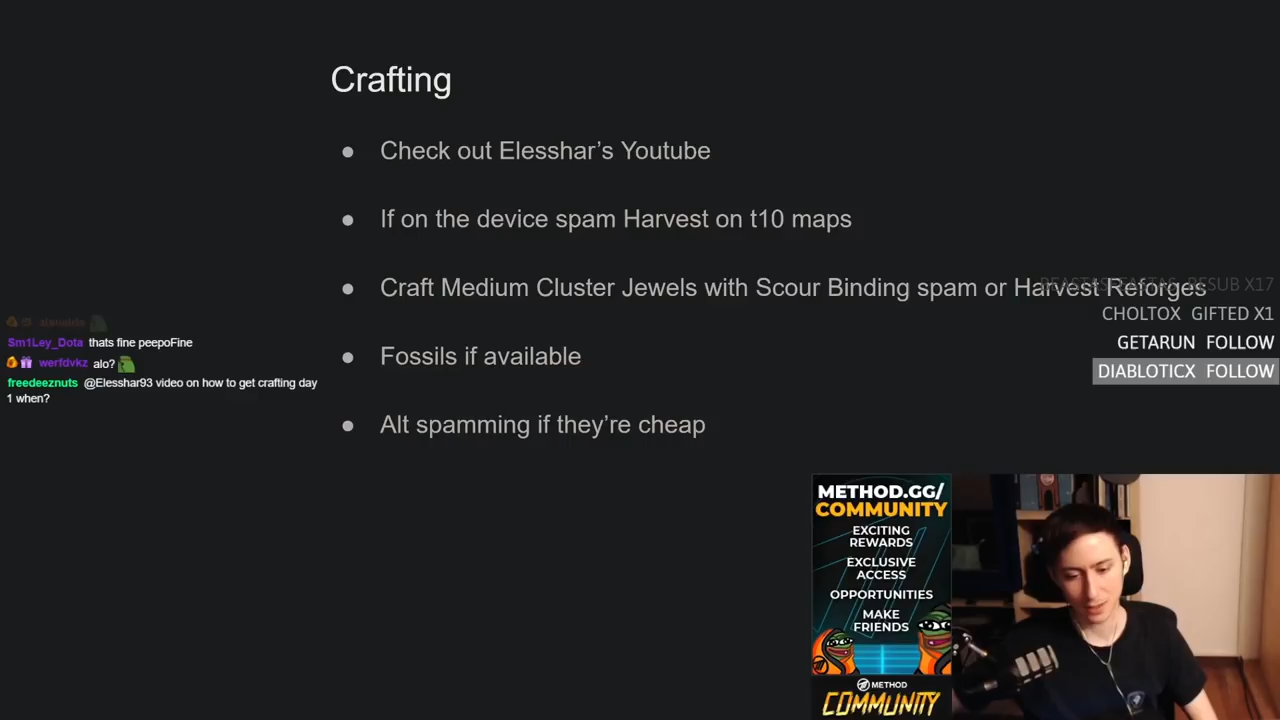 Crafting
● Check out Elesshar's Youtube
● If on the device spam Harvest on t10 maps
● Craft Medium Cluster Jewels with Scour Binding spam or Harvest Reforges
● Fossils if available
● Alt spamming if they're cheap
Sm1Ley_Dota thats fine peepoFine
werfdvkz alo?
freedeeznuts @Elesshar93 video on how to get crafting day
1 when?
RESUB X17
CHOLTOX GIFTED X1
GETARUN FOLLOW
DIABLOTICX FOLLOW
METHOD.GG/
COMMUNITY
EXCITING
REWARDS
EXCLUSIVE
ACCESS
OPPORTUNITIES
MAKE
FRIENDS
METHOD
COMMUNITY